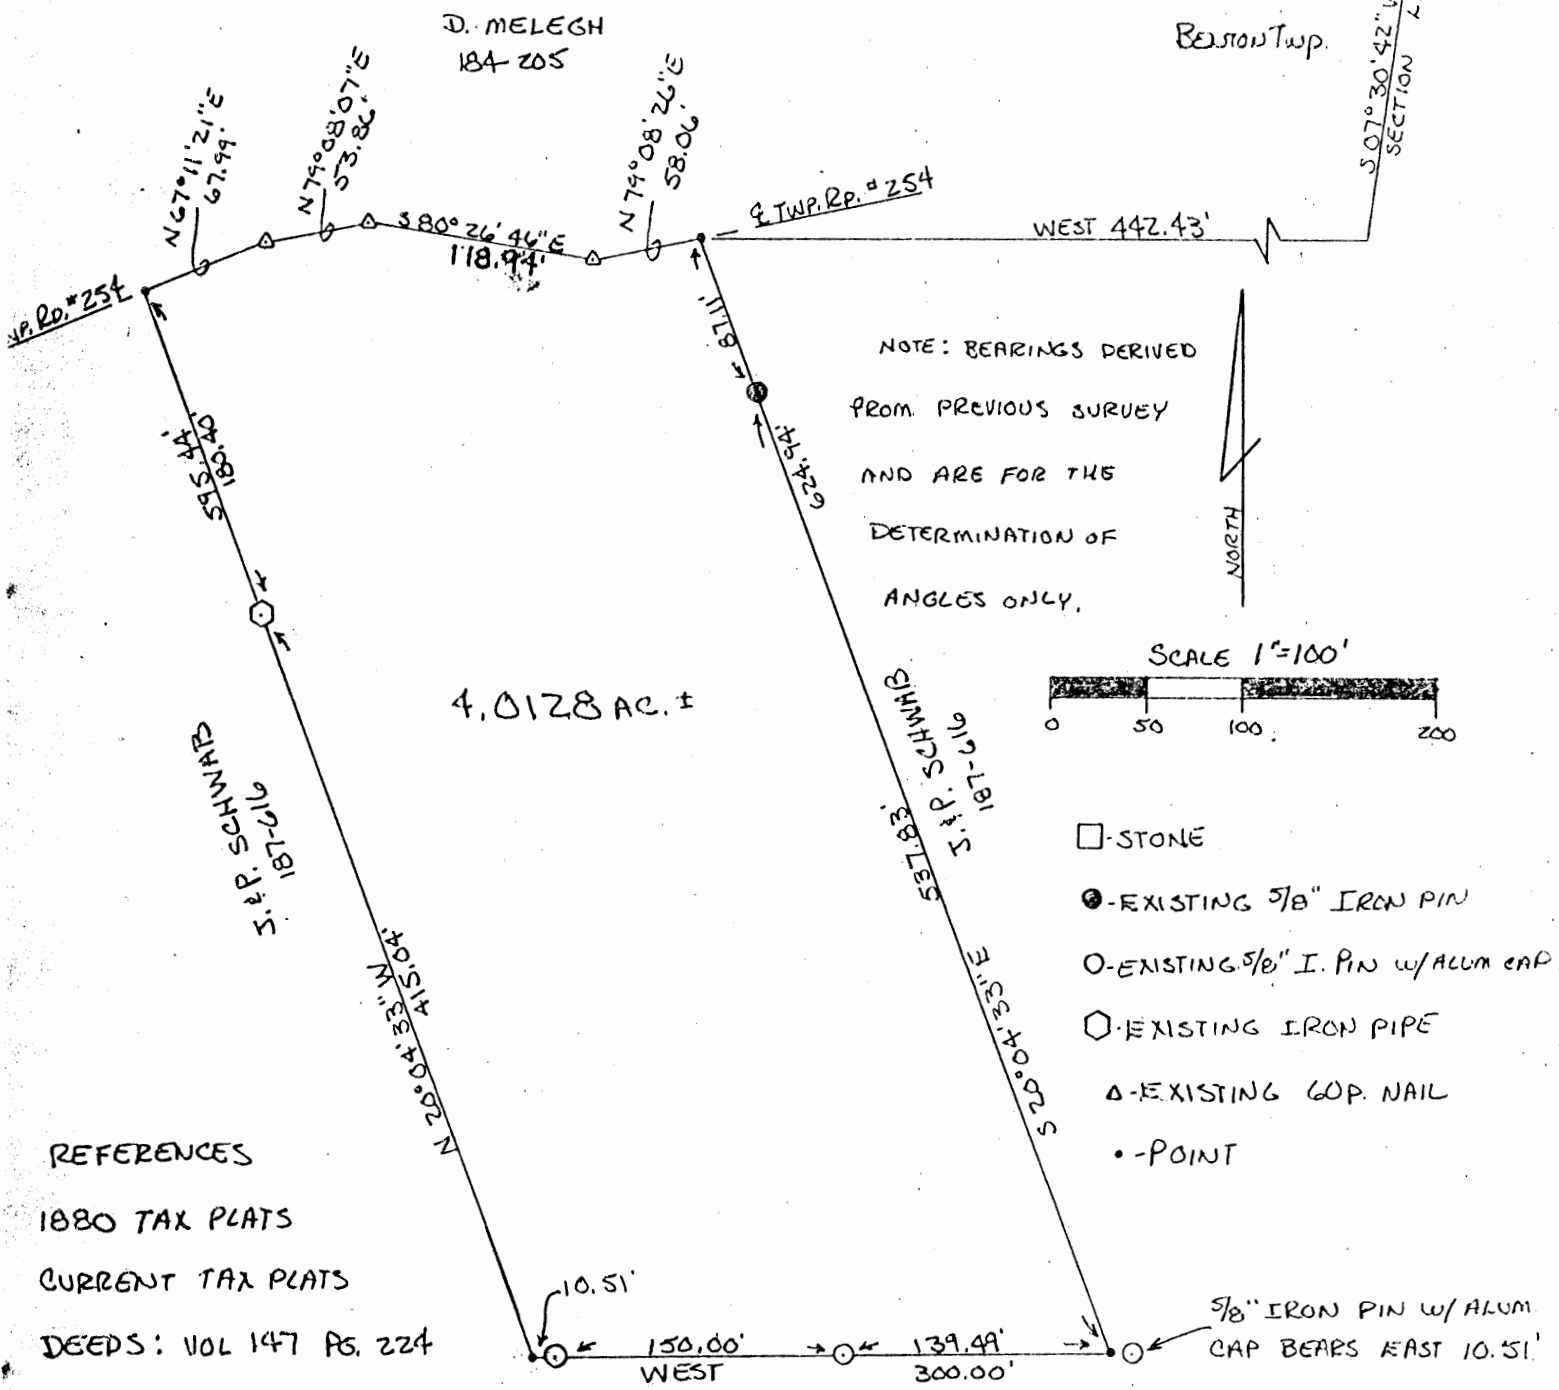 D. MELEGH
184-205
BENTON TWP.
S 07° 30' 42" W
SECTION
N 67° 11' 21" E
67.99'
N 79° 08' 07" E
53.86'
N 79° 08' 26" E
58.06'
S 80° 26' 46" E
118.94'
₵ TWP. RD. #254
WEST 442.43'
RD. #254
87.11'
624.94'
NOTE: BEARINGS DERIVED
FROM PREVIOUS SURVEY
AND ARE FOR THE
DETERMINATION OF
ANGLES ONLY.
NORTH
595.44'
180.40'
4.0128 AC. ±
SCALE 1"=100'
0 50 100 200
J. & P. SCHWAB
187-616
J. & P. SCHWAB
187-616
537.83'
S 20° 04' 33" E
415.04'
N 20° 04' 33" W
□-STONE
-EXISTING 5/8" IRON PIN
O-EXISTING 5/8" I. PIN W/ALUM CAP
-EXISTING IRON PIPE
△-EXISTING 60P. NAIL
• -POINT
REFERENCES
1880 TAX PLATS
CURRENT TAX PLATS
DEEDS: VOL 147 PG. 224
10.51'
150.00' 139.49'
WEST 300.00'
5/8" IRON PIN W/ ALUM.
CAP BEARS EAST 10.51'